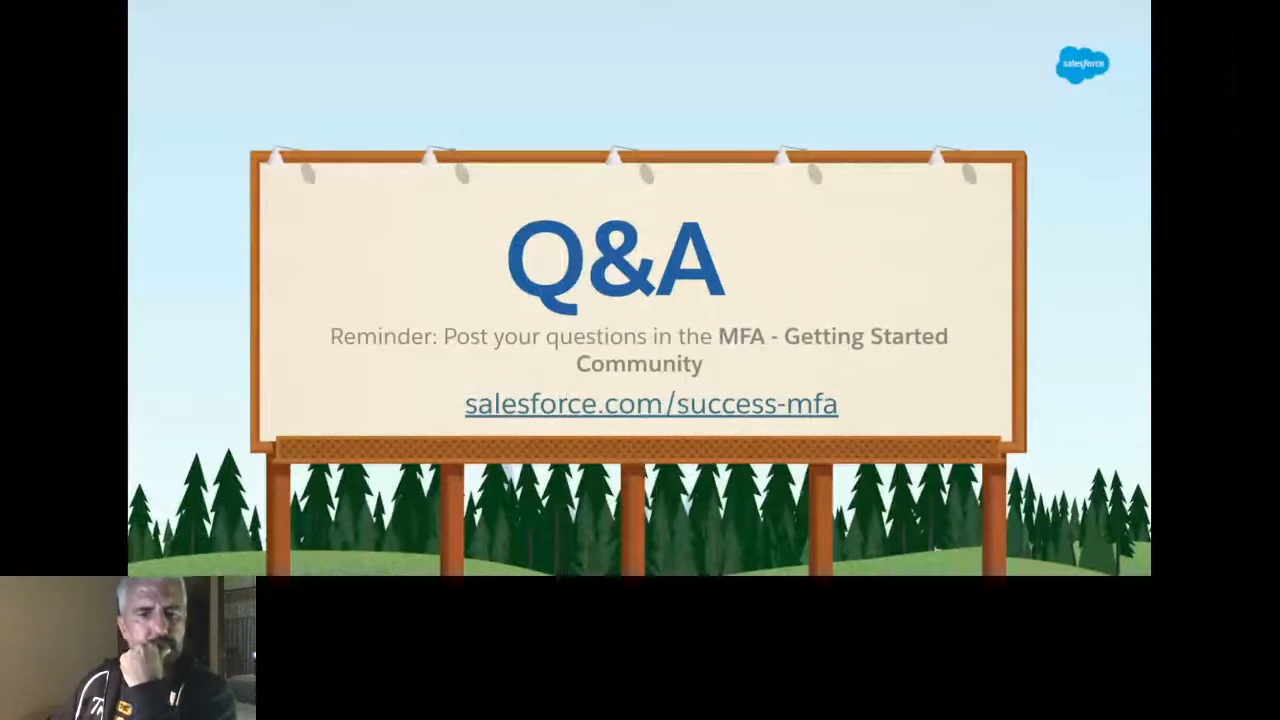 salesforce
Q&A
Reminder: Post your questions in the MFA - Getting Started
Community
salesforce.com/success-mfa